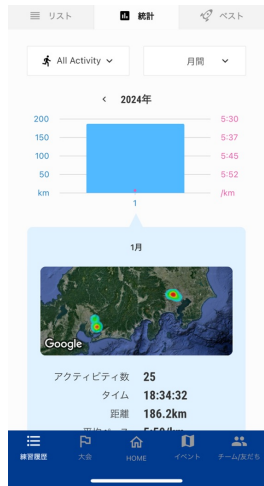 リスト 統計 ベスト
All Activity 月間
< 2024年
200 5:30
150 5:37
100 5:45
50 5:52
km /km
1
1月
Google
アクティビティ数 25
タイム 18:34:32
距離 186.2km
練習履歴 大会 HOME イベント チーム/友だち